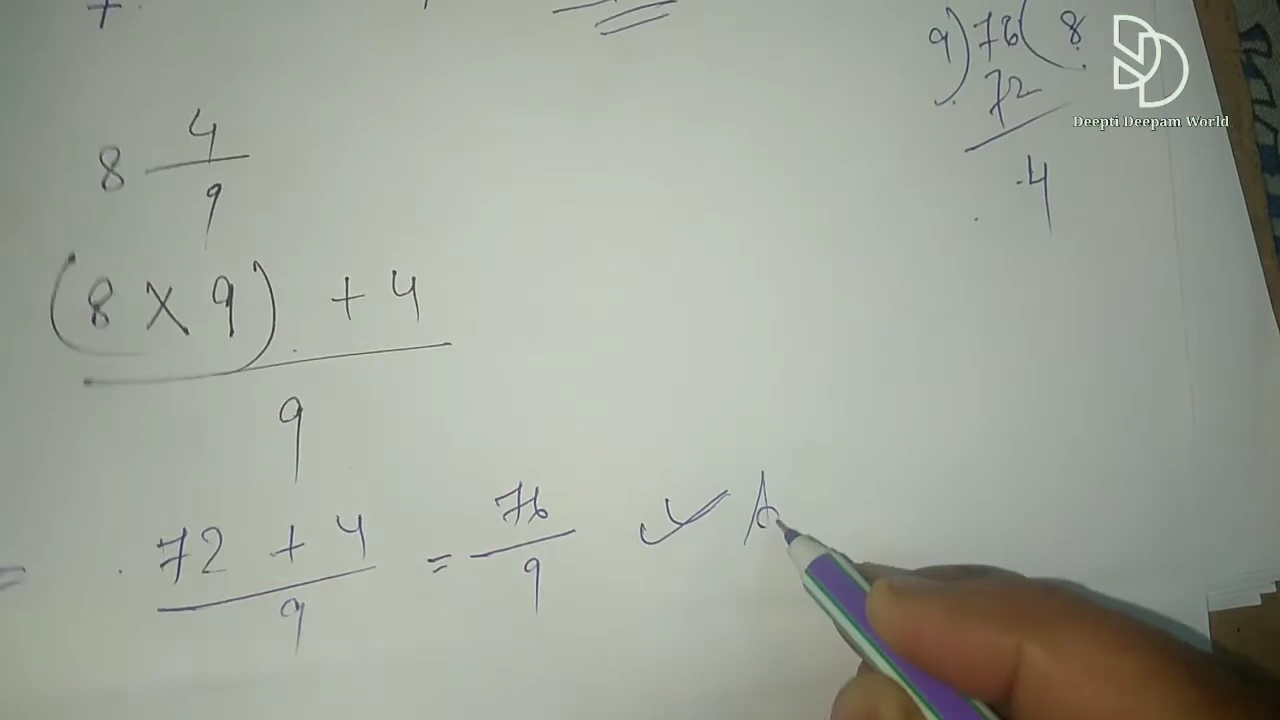 9)76(8
72
4
Deepti Deepam World
8 4/9
(8 × 9) + 4
9
= 72 + 4 / 9 = 76/9 ✓ A